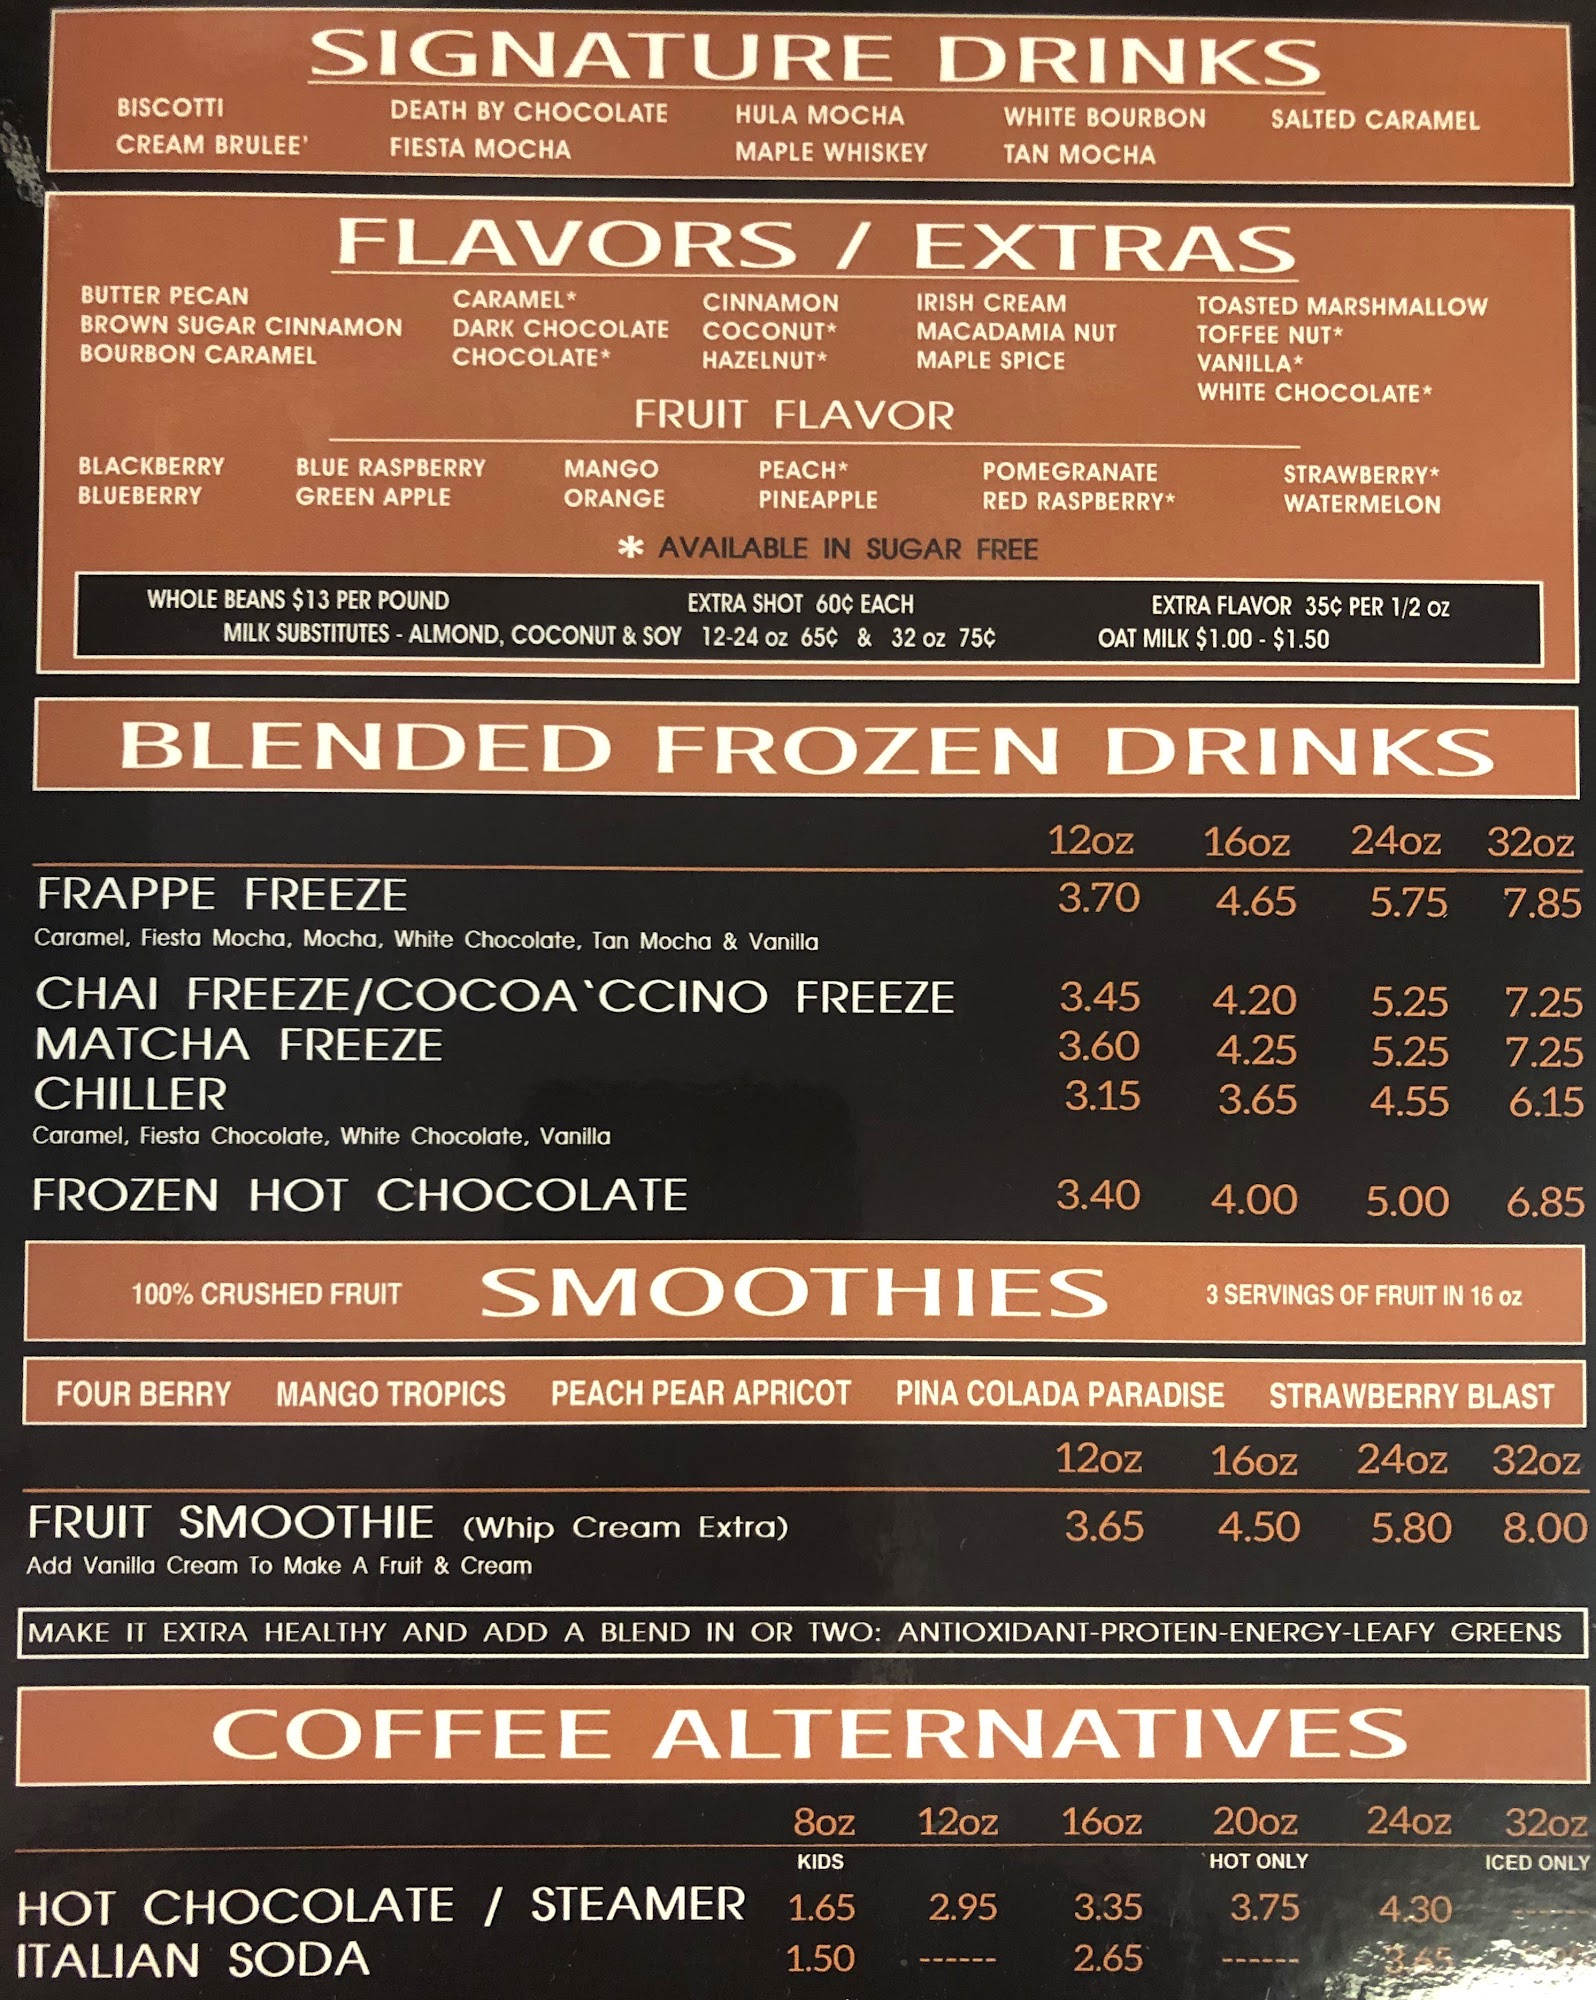 SIGNATURE DRINKS
BISCOTTI DEATH BY CHOCOLATE HULA MOCHA WHITE BOURBON SALTED CARAMEL
CREAM BRULEE' FIESTA MOCHA MAPLE WHISKEY TAN MOCHA
FLAVORS / EXTRAS
BUTTER PECAN CARAMEL* CINNAMON IRISH CREAM TOASTED MARSHMALLOW
BROWN SUGAR CINNAMON DARK CHOCOLATE COCONUT* MACADAMIA NUT TOFFEE NUT*
BOURBON CARAMEL CHOCOLATE* HAZELNUT* MAPLE SPICE VANILLA*
WHITE CHOCOLATE*
FRUIT FLAVOR
BLACKBERRY BLUE RASPBERRY MANGO PEACH* POMEGRANATE STRAWBERRY*
BLUEBERRY GREEN APPLE ORANGE PINEAPPLE RED RASPBERRY* WATERMELON
* AVAILABLE IN SUGAR FREE
WHOLE BEANS $13 PER POUND EXTRA SHOT 60¢ EACH EXTRA FLAVOR 35¢ PER 1/2 oz
MILK SUBSTITUTES - ALMOND, COCONUT & SOY 12-24 oz 65¢ & 32 oz 75¢ OAT MILK $1.00 - $1.50
BLENDED FROZEN DRINKS
12oz 16oz 24oz 32oz
FRAPPE FREEZE 3.70 4.65 5.75 7.85
Caramel, Fiesta Mocha, Mocha, White Chocolate, Tan Mocha & Vanilla
CHAI FREEZE/COCOA`CCINO FREEZE 3.45 4.20 5.25 7.25
MATCHA FREEZE 3.60 4.25 5.25 7.25
CHILLER 3.15 3.65 4.55 6.15
Caramel, Fiesta Chocolate, White Chocolate, Vanilla
FROZEN HOT CHOCOLATE 3.40 4.00 5.00 6.85
100% CRUSHED FRUIT SMOOTHIES 3 SERVINGS OF FRUIT IN 16 oz
FOUR BERRY MANGO TROPICS PEACH PEAR APRICOT PINA COLADA PARADISE STRAWBERRY BLAST
12oz 16oz 24oz 32oz
FRUIT SMOOTHIE (Whip Cream Extra) 3.65 4.50 5.80 8.00
Add Vanilla Cream To Make A Fruit & Cream
MAKE IT EXTRA HEALTHY AND ADD A BLEND IN OR TWO: ANTIOXIDANT-PROTEIN-ENERGY-LEAFY GREENS
COFFEE ALTERNATIVES
8oz 12oz 16oz 20oz 24oz 32oz
KIDS HOT ONLY ICED ONLY
HOT CHOCOLATE / STEAMER 1.65 2.95 3.35 3.75 4.30 ------
ITALIAN SODA 1.50 ------ 2.65 ------ 3.65